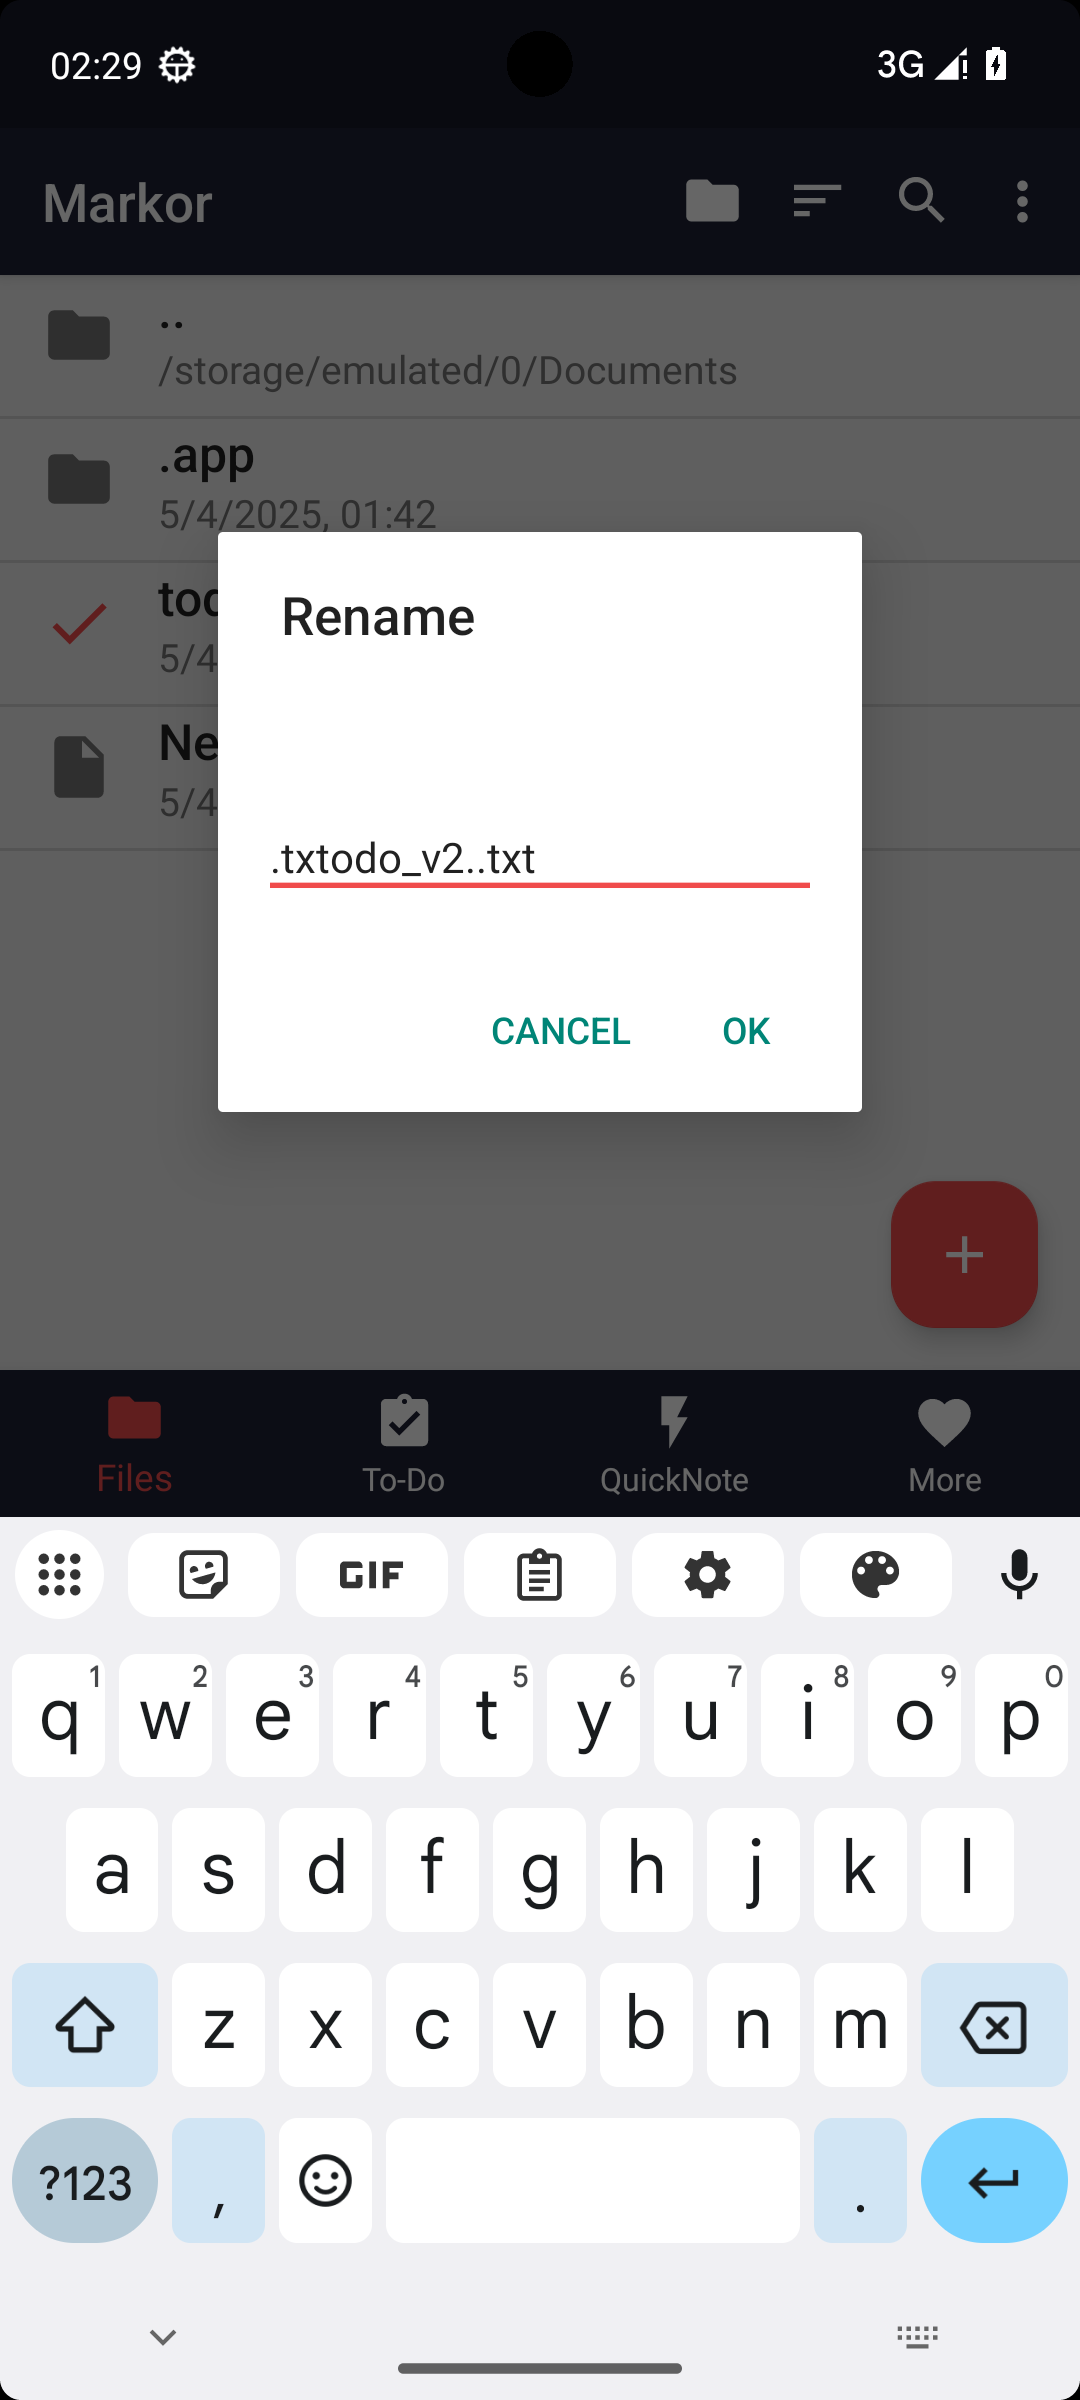 02:29
3G
Markor
..
/storage/emulated/0/Documents
.app
5/4/2025, 01:42
tod
5/4
Ne
5/4
Rename
.txtodo_v2..txt
CANCEL
OK
Files
To-Do
QuickNote
More
GIF
q1 w2 e3 r4 t5 y6 u7 i8 o9 p0
a s d f g h j k l
z x c v b n m
?123 , .